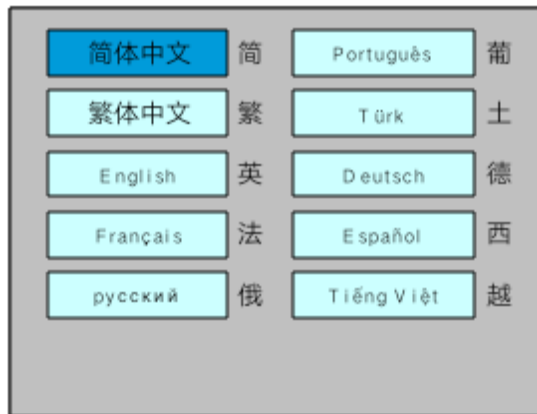 简体中文 简 Português 葡
繁体中文 繁 Türk 土
English 英 Deutsch 德
Français 法 Español 西
русский 俄 Tiếng Việt 越